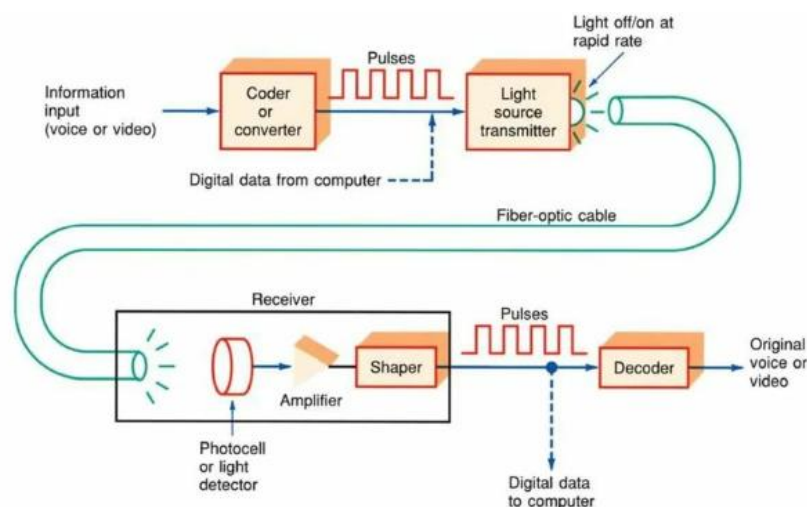 Light off/on at
rapid rate
Pulses
Information
input
(voice or video)
Coder
or
converter
Light
source
transmitter
Digital data from computer
Fiber-optic cable
Receiver
Pulses
Shaper
Amplifier
Decoder
Original
voice or
video
Photocell
or light
detector
Digital data
to computer